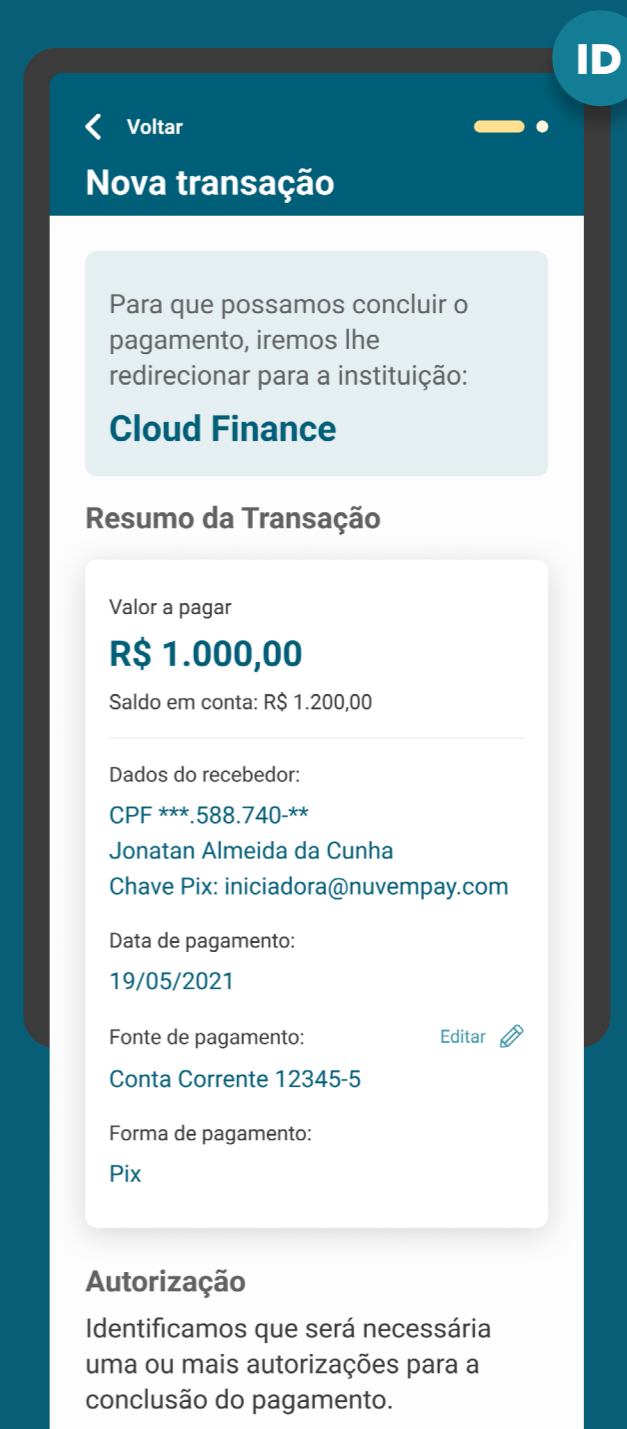 ID
Voltar
Nova transação
Para que possamos concluir o
pagamento, iremos lhe
redirecionar para a instituição:
Cloud Finance
Resumo da Transação
Valor a pagar
R$ 1.000,00
Saldo em conta: R$ 1.200,00
Dados do recebedor:
CPF ***.588.740-**
Jonatan Almeida da Cunha
Chave Pix: iniciadora@nuvempay.com
Data de pagamento:
19/05/2021
Fonte de pagamento:
Editar
Conta Corrente 12345-5
Forma de pagamento:
Pix
Autorização
Identificamos que será necessária
uma ou mais autorizações para a
conclusão do pagamento.